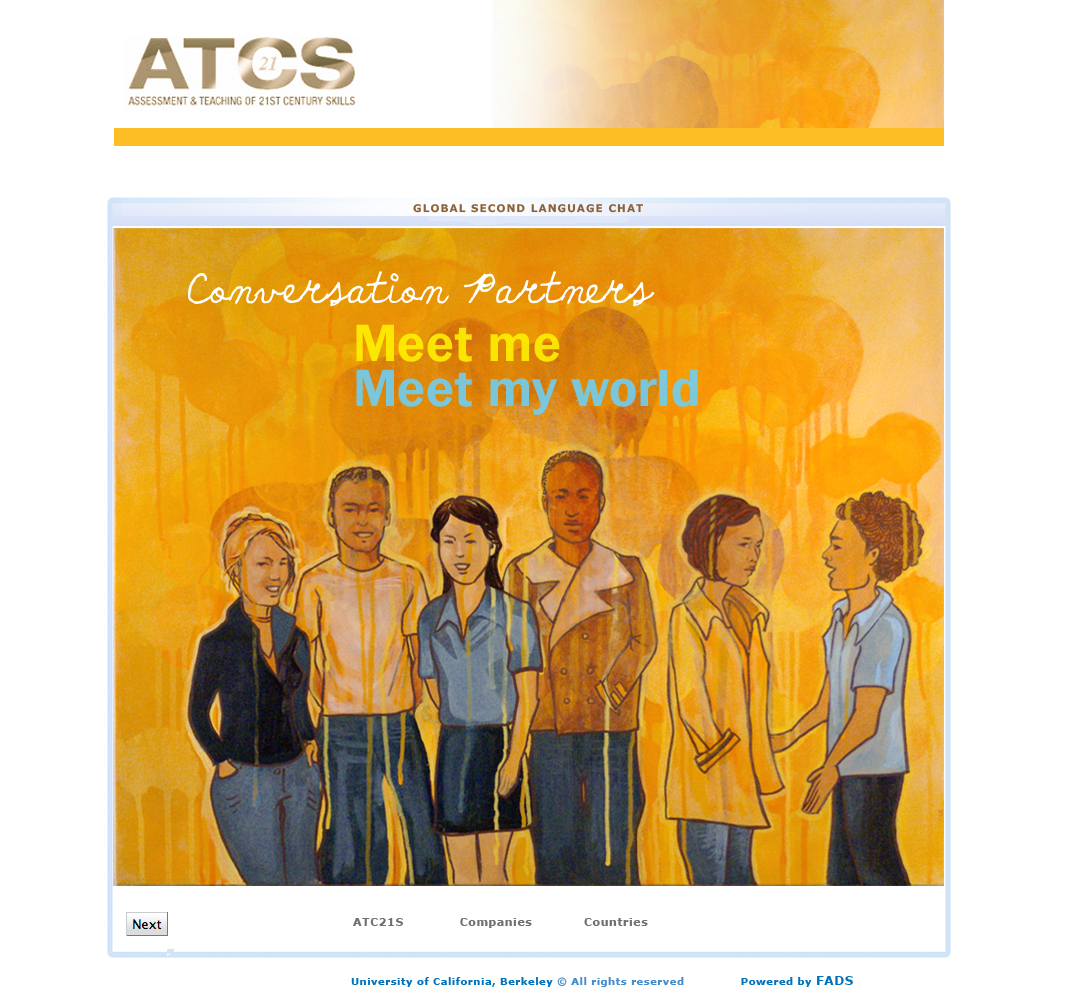 ATCS
21
ASSESSMENT & TEACHING OF 21ST CENTURY SKILLS
GLOBAL SECOND LANGUAGE CHAT
Conversation Partners
Meet me
Meet my world
Next
ATC21S Companies Countries
University of California, Berkeley © All rights reserved Powered by FADS